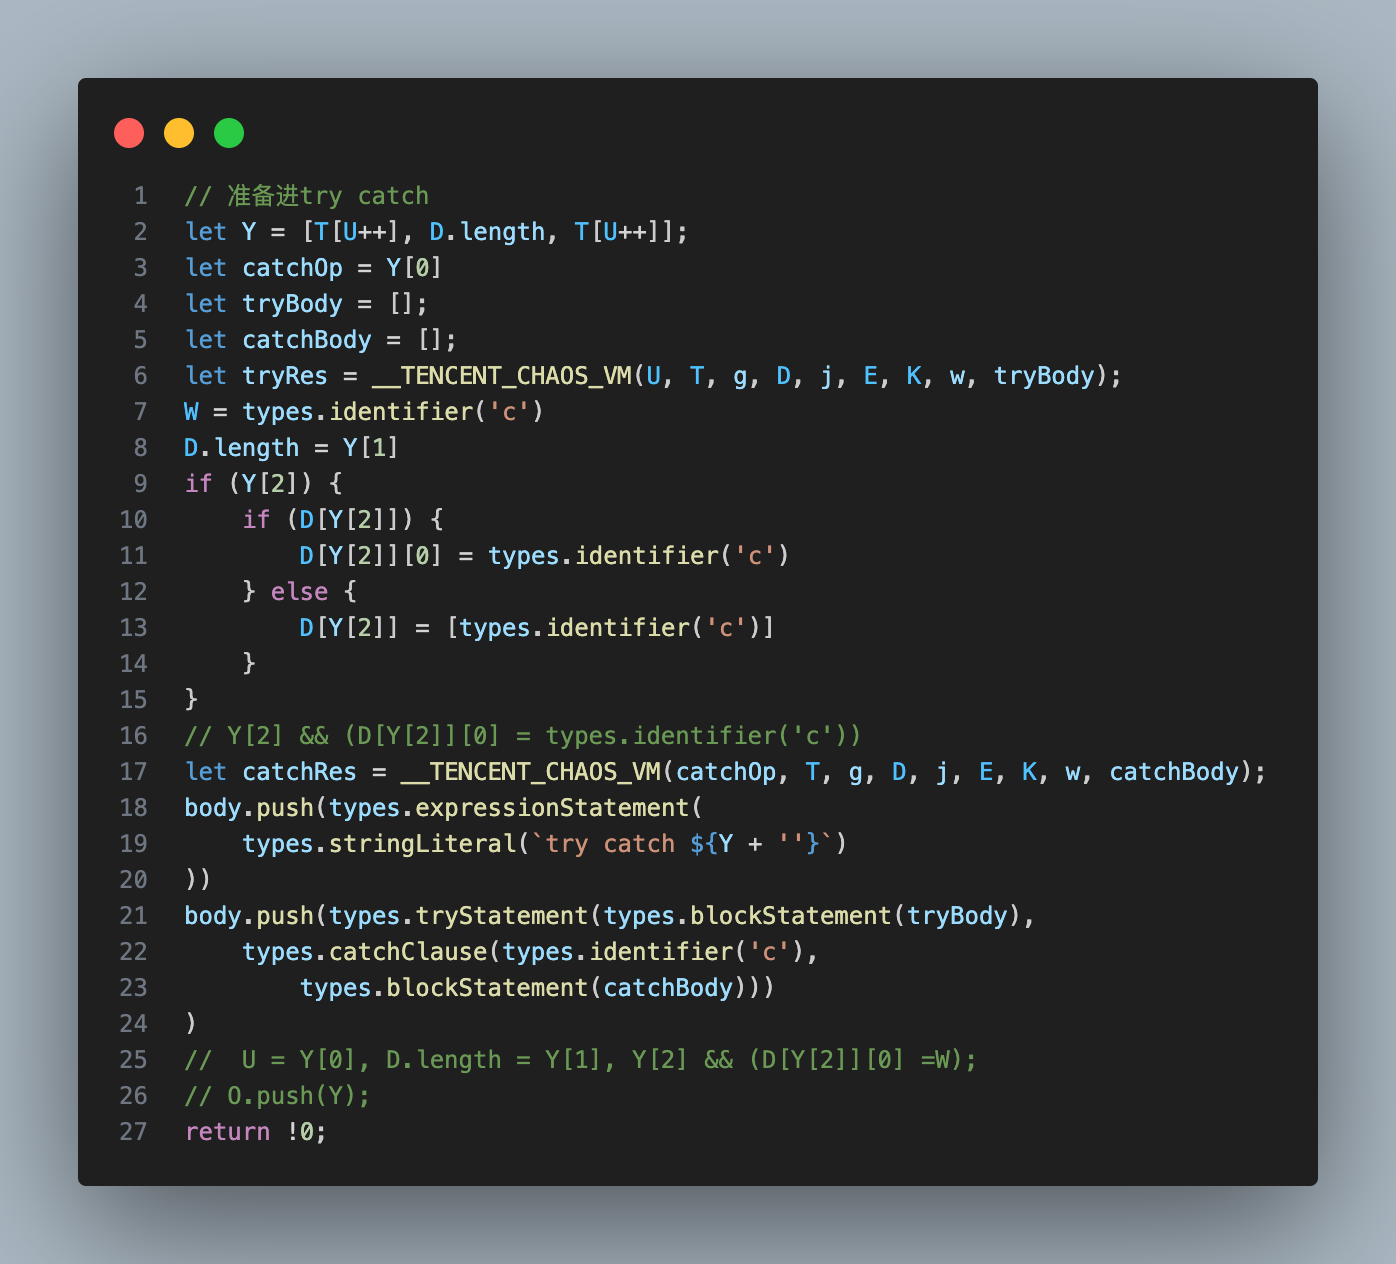 1 // 准备进try catch
2 let Y = [T[U++], D.length, T[U++]];
3 let catchOp = Y[0]
4 let tryBody = [];
5 let catchBody = [];
6 let tryRes = __TENCENT_CHAOS_VM(U, T, g, D, j, E, K, w, tryBody);
7 W = types.identifier('c')
8 D.length = Y[1]
9 if (Y[2]) {
10     if (D[Y[2]]) {
11         D[Y[2]][0] = types.identifier('c')
12     } else {
13         D[Y[2]] = [types.identifier('c')]
14     }
15 }
16 // Y[2] && (D[Y[2]][0] = types.identifier('c'))
17 let catchRes = __TENCENT_CHAOS_VM(catchOp, T, g, D, j, E, K, w, catchBody);
18 body.push(types.expressionStatement(
19     types.stringLiteral(`try catch ${Y + ''}`)
20 ))
21 body.push(types.tryStatement(types.blockStatement(tryBody),
22     types.catchClause(types.identifier('c'),
23         types.blockStatement(catchBody)))
24 )
25 //  U = Y[0], D.length = Y[1], Y[2] && (D[Y[2]][0] =W);
26 // O.push(Y);
27 return !0;